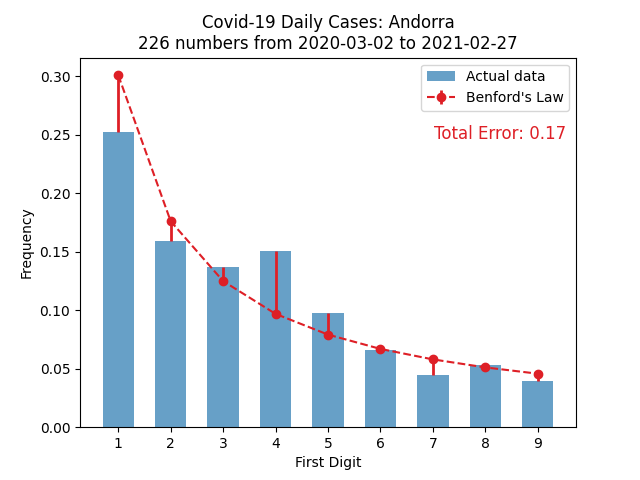 Covid-19 Daily Cases: Andorra
226 numbers from 2020-03-02 to 2021-02-27
Actual data
Benford's Law
Total Error: 0.17
Frequency
0.30
0.25
0.20
0.15
0.10
0.05
0.00
1 2 3 4 5 6 7 8 9
First Digit